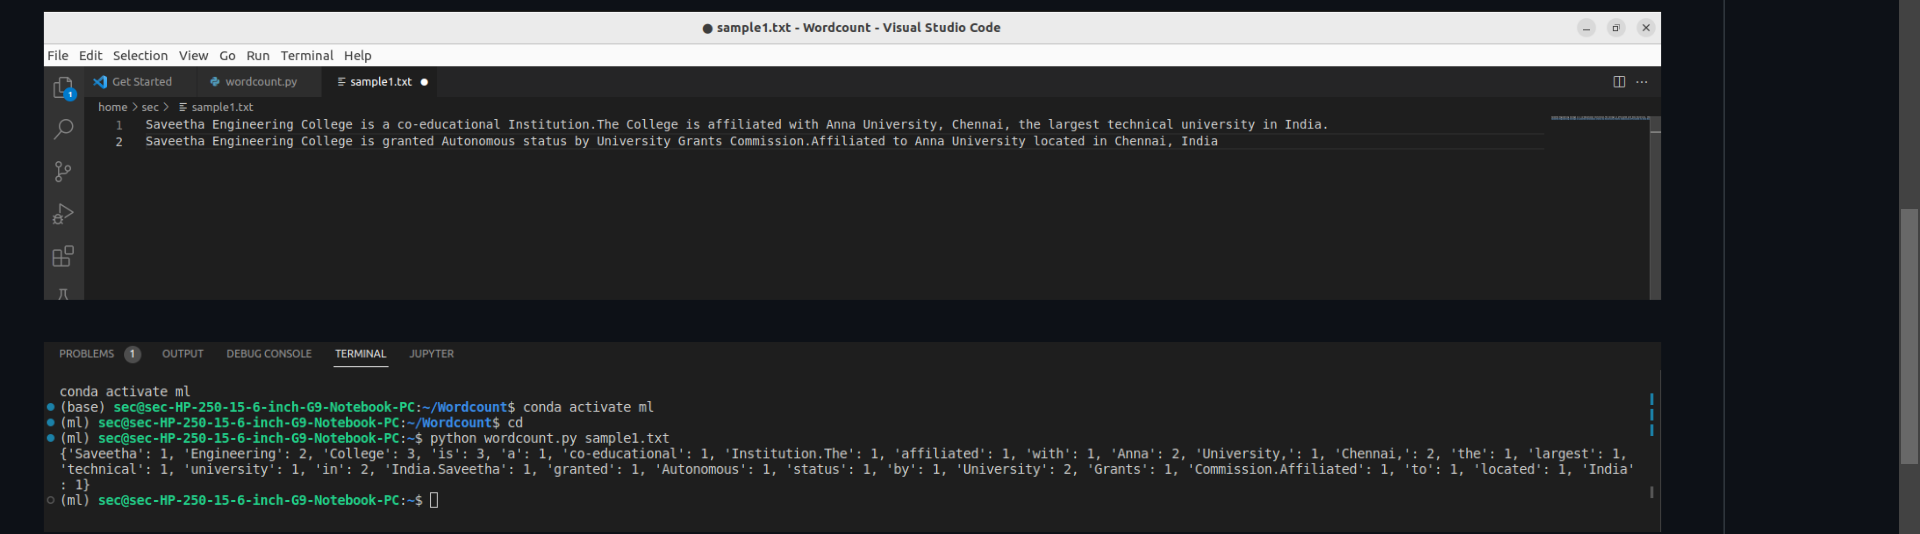 ● sample1.txt - Wordcount - Visual Studio Code
File Edit Selection View Go Run Terminal Help
Get Started wordcount.py sample1.txt ●
1
home > sec > sample1.txt
1 Saveetha Engineering College is a co-educational Institution.The College is affiliated with Anna University, Chennai, the largest technical university in India.
2 Saveetha Engineering College is granted Autonomous status by University Grants Commission.Affiliated to Anna University located in Chennai, India
PROBLEMS 1 OUTPUT DEBUG CONSOLE TERMINAL JUPYTER
conda activate ml
(base) sec@sec-HP-250-15-6-inch-G9-Notebook-PC:~/Wordcount$ conda activate ml
(ml) sec@sec-HP-250-15-6-inch-G9-Notebook-PC:~/Wordcount$ cd
(ml) sec@sec-HP-250-15-6-inch-G9-Notebook-PC:~$ python wordcount.py sample1.txt
{'Saveetha': 1, 'Engineering': 2, 'College': 3, 'is': 3, 'a': 1, 'co-educational': 1, 'Institution.The': 1, 'affiliated': 1, 'with': 1, 'Anna': 2, 'University,': 1, 'Chennai,': 2, 'the': 1, 'largest': 1,
'technical': 1, 'university': 1, 'in': 2, 'India.Saveetha': 1, 'granted': 1, 'Autonomous': 1, 'status': 1, 'by': 1, 'University': 2, 'Grants': 1, 'Commission.Affiliated': 1, 'to': 1, 'located': 1, 'India'
: 1}
(ml) sec@sec-HP-250-15-6-inch-G9-Notebook-PC:~$